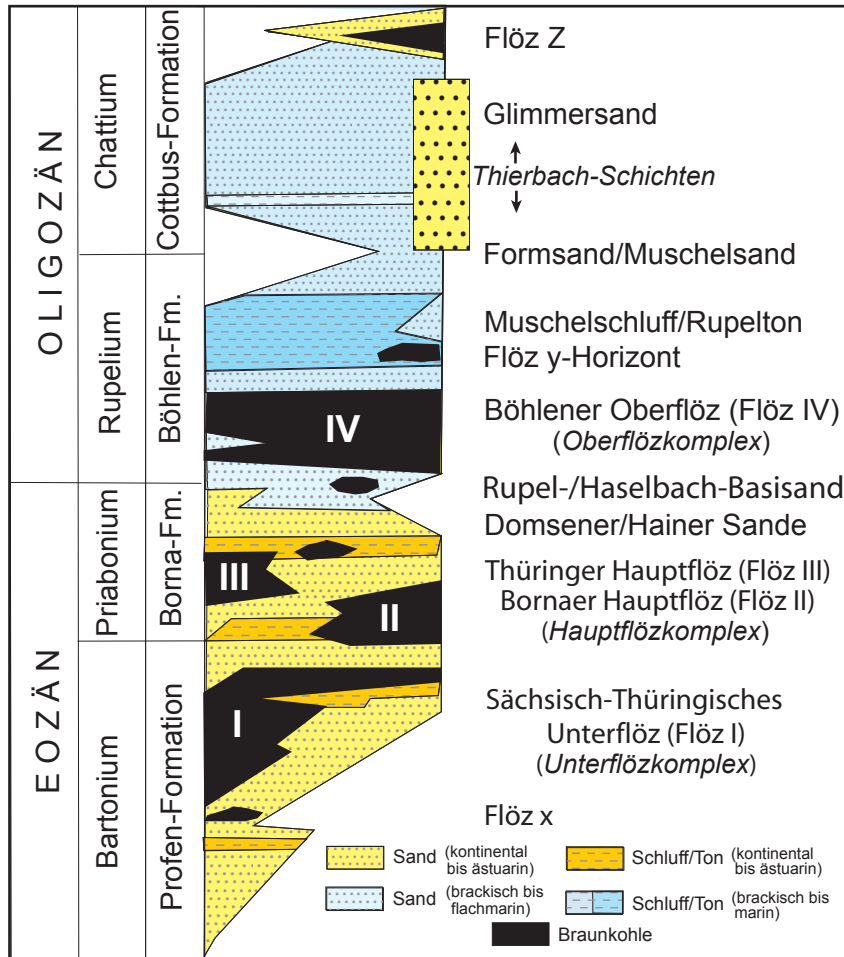 OLIGOZÄN
EOZÄN
Chattium
Rupelium
Priabonium
Bartonium
Cottbus-Formation
Böhlen-Fm.
Borna-Fm.
Profen-Formation
IV
III
II
I
Flöz Z
Glimmersand
Thierbach-Schichten
Formsand/Muschelsand
Muschelschluff/Rupelton
Flöz y-Horizont
Böhlener Oberflöz (Flöz IV)
(Oberflözkomplex)
Rupel-/Haselbach-Basisand
Domsener/Hainer Sande
Thüringer Hauptflöz (Flöz III)
Bornaer Hauptflöz (Flöz II)
(Hauptflözkomplex)
Sächsisch-Thüringisches
Unterflöz (Flöz I)
(Unterflözkomplex)
Flöz x
Sand (kontinental
bis ästuarin)
Schluff/Ton (kontinental
bis ästuarin)
Sand (brackisch bis
flachmarin)
Schluff/Ton (brackisch bis
marin)
Braunkohle